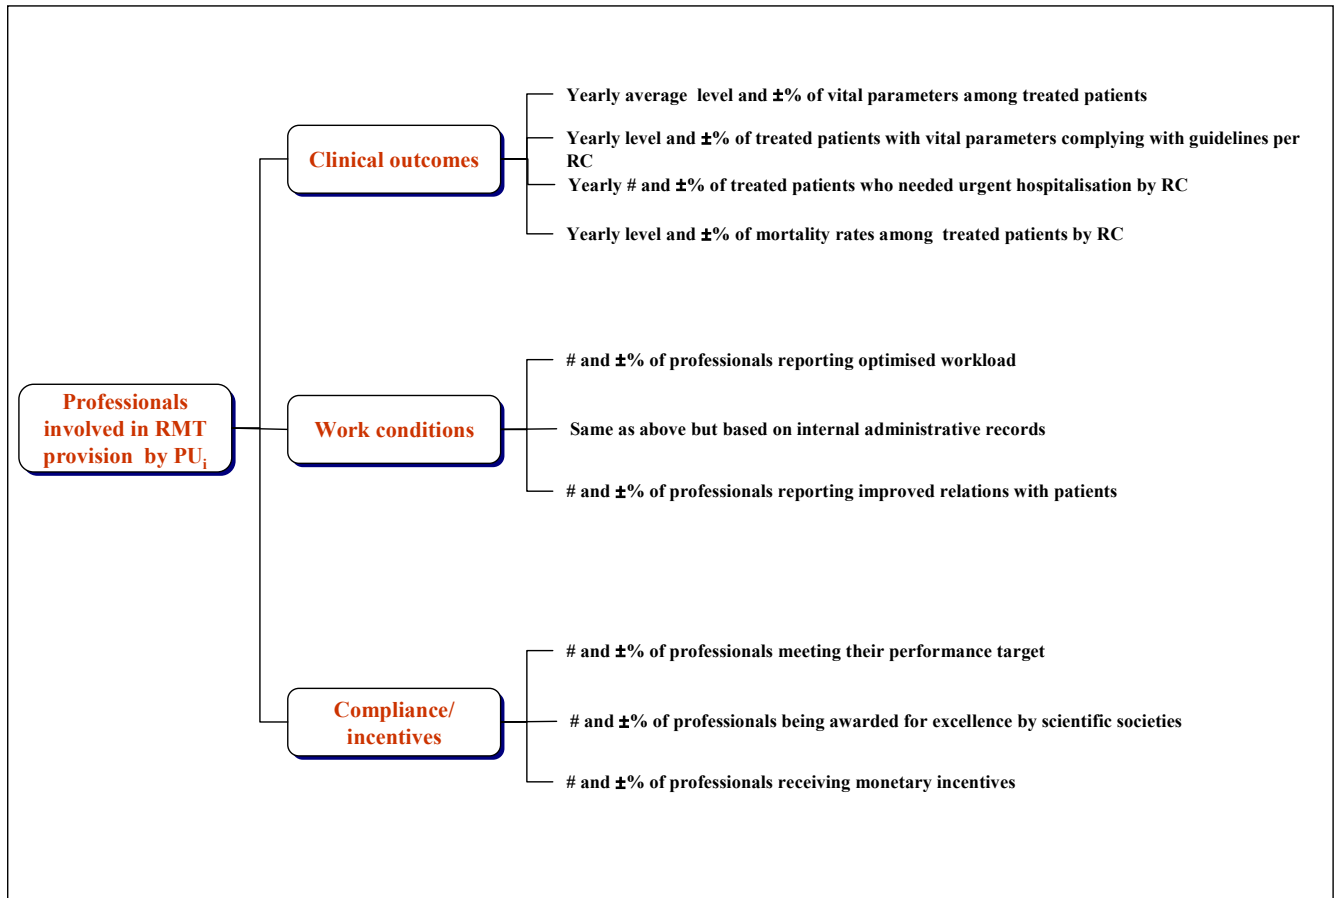 Professionals
involved in RMT
provision by PUi
Clinical outcomes
Yearly average level and ±% of vital parameters among treated patients
Yearly level and ±% of treated patients with vital parameters complying with guidelines per
RC
Yearly # and ±% of treated patients who needed urgent hospitalisation by RC
Yearly level and ±% of mortality rates among treated patients by RC
Work conditions
# and ±% of professionals reporting optimised workload
Same as above but based on internal administrative records
# and ±% of professionals reporting improved relations with patients
Compliance/
incentives
# and ±% of professionals meeting their performance target
# and ±% of professionals being awarded for excellence by scientific societies
# and ±% of professionals receiving monetary incentives